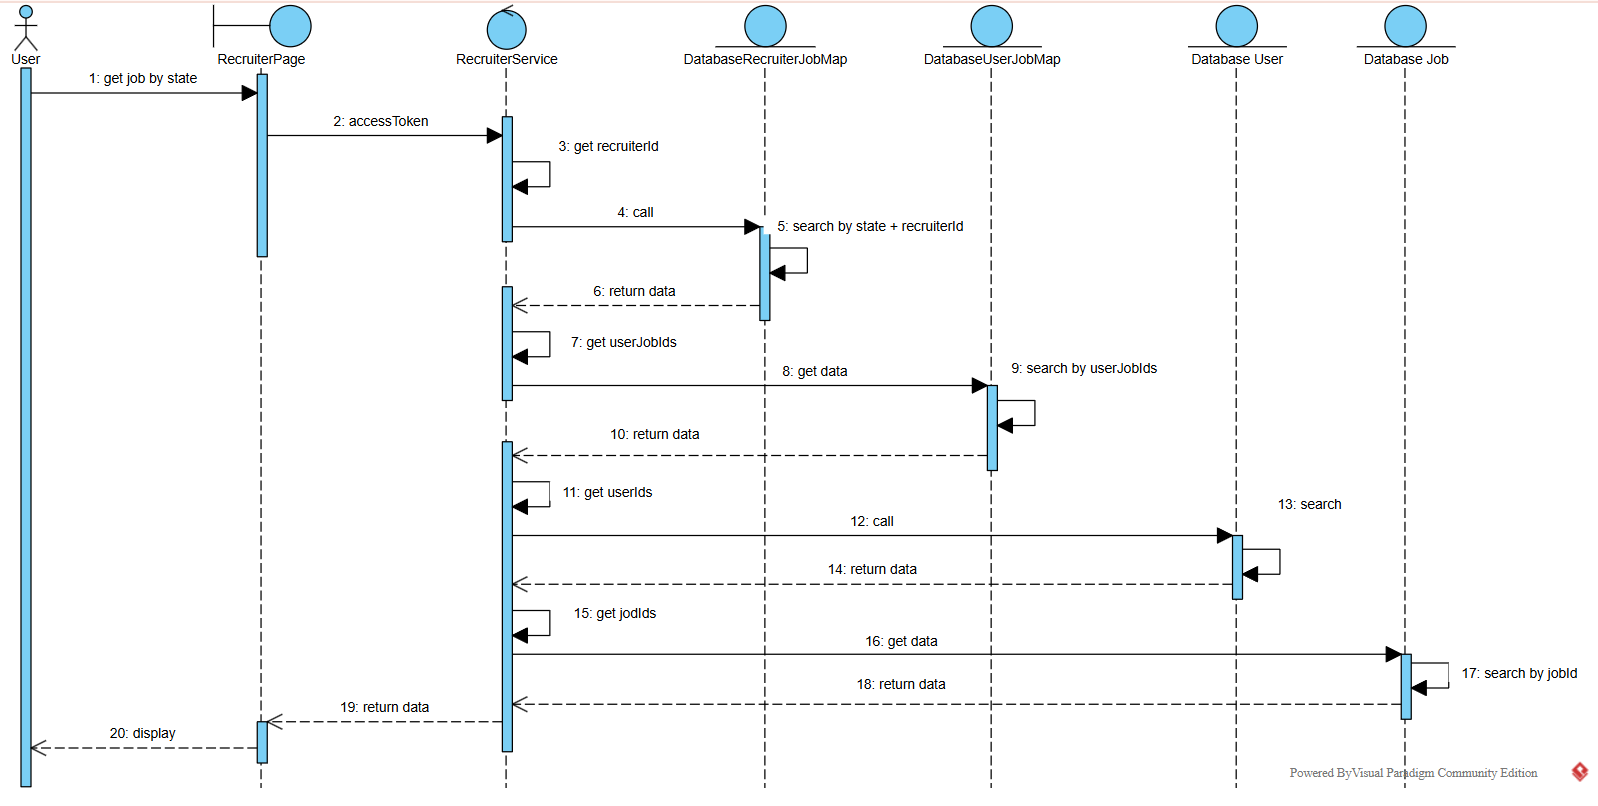 User
RecruiterPage
RecruiterService
DatabaseRecruiterJobMap
DatabaseUserJobMap
Database User
Database Job
1: get job by state
2: accessToken
3: get recruiterId
4: call
5: search by state + recruiterId
6: return data
7: get userJobIds
8: get data
9: search by userJobIds
10: return data
11: get userIds
12: call
13: search
14: return data
15: get jodIds
16: get data
17: search by jobId
18: return data
19: return data
20: display
Powered ByVisual Paradigm Community Edition